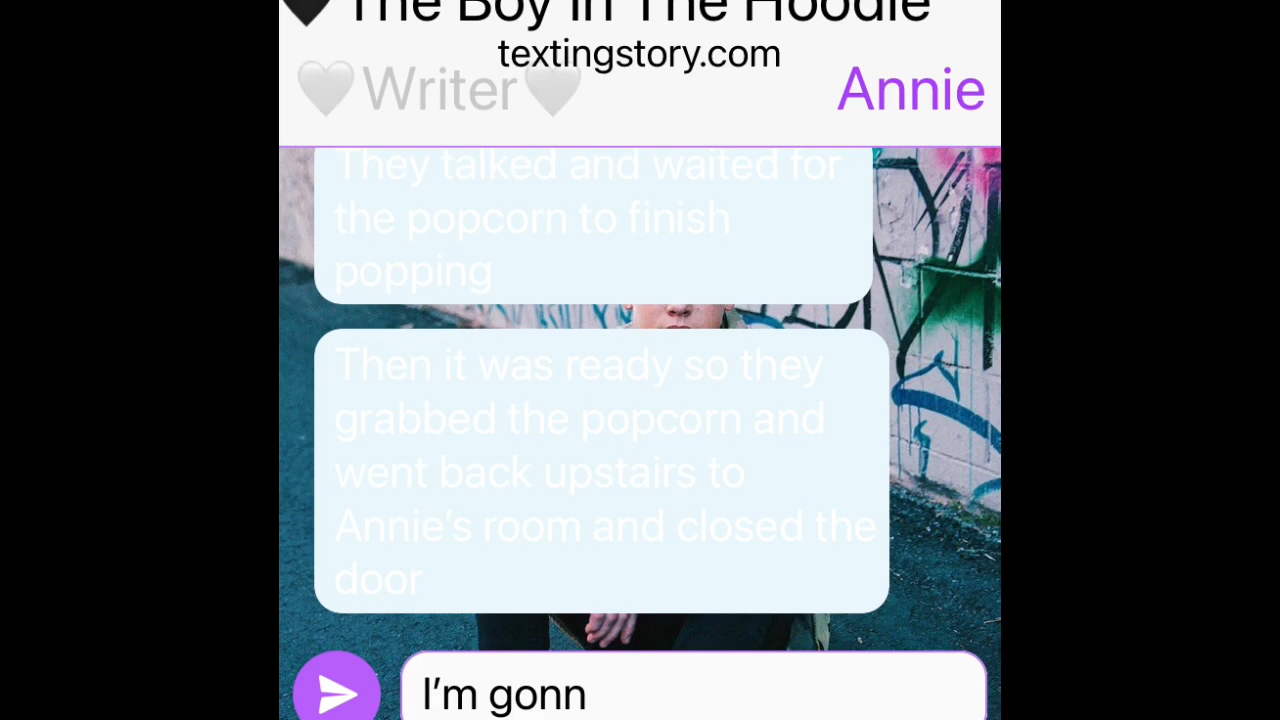 The Boy In The Hoodie
textingstory.com
Writer
Annie
They talked and waited for
the popcorn to finish
popping
Then it was ready so they
grabbed the popcorn and
went back upstairs to
Annie’s room and closed the
door
I’m gonn